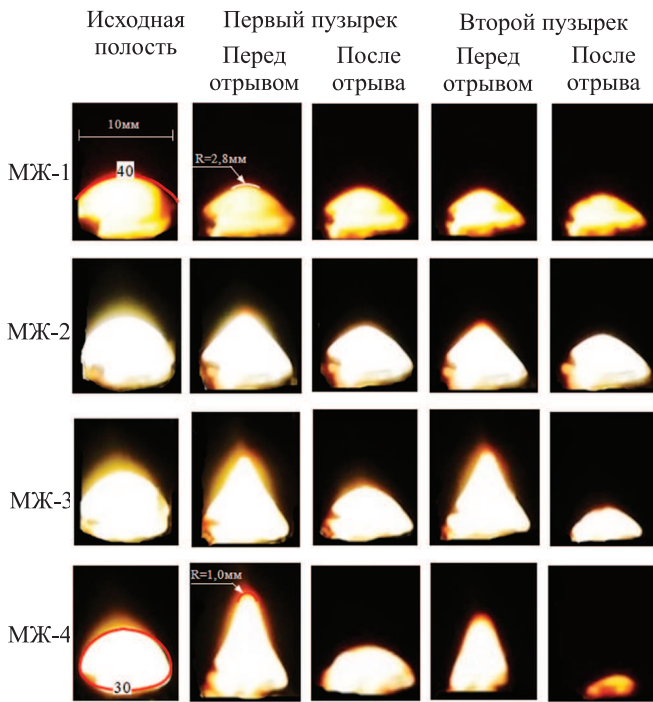 Исходная полость
Первый пузырек
Второй пузырек
Перед отрывом
После отрыва
Перед отрывом
После отрыва
МЖ-1
10мм
40
R=2,8мм
МЖ-2
МЖ-3
МЖ-4
30
R=1,0мм